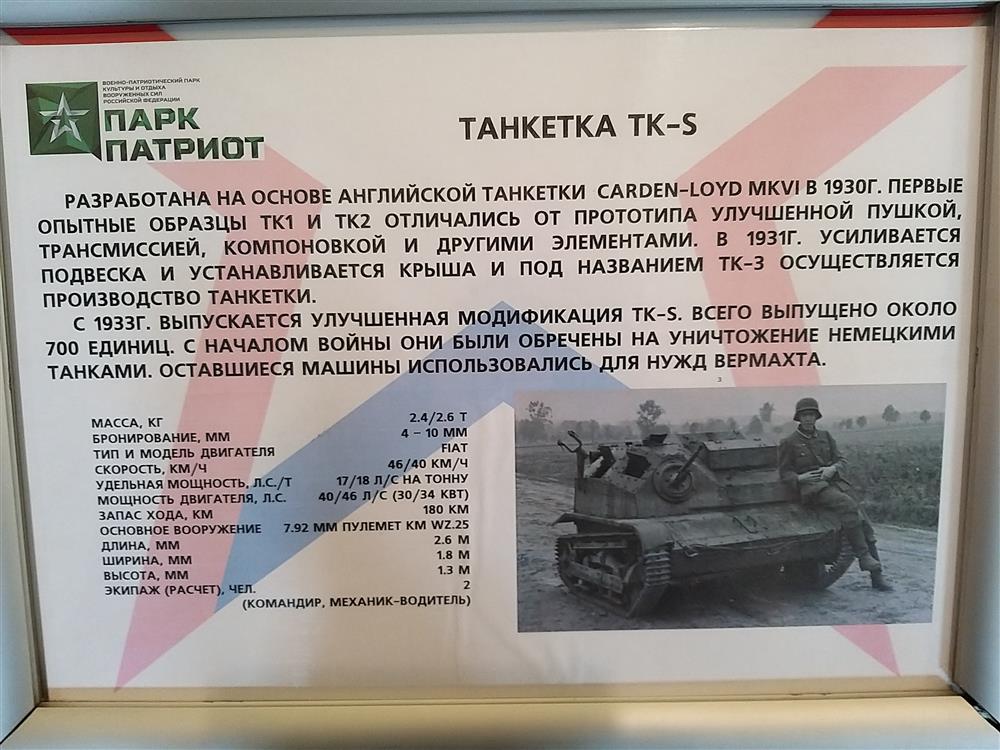 ВОЕННО-ПАТРИОТИЧЕСКИЙ ПАРК
КУЛЬТУРЫ И ОТДЫХА
ВООРУЖЕННЫХ СИЛ
РОССИЙСКОЙ ФЕДЕРАЦИИ
ПАРК
ПАТРИОТ
ТАНКЕТКА TK-S
РАЗРАБОТАНА НА ОСНОВЕ АНГЛИЙСКОЙ ТАНКЕТКИ CARDEN-LOYD MKVI В 1930Г. ПЕРВЫЕ
ОПЫТНЫЕ ОБРАЗЦЫ ТК1 И ТК2 ОТЛИЧАЛИСЬ ОТ ПРОТОТИПА УЛУЧШЕННОЙ ПУШКОЙ,
ТРАНСМИССИЕЙ, КОМПОНОВКОЙ И ДРУГИМИ ЭЛЕМЕНТАМИ. В 1931Г. УСИЛИВАЕТСЯ
ПОДВЕСКА И УСТАНАВЛИВАЕТСЯ КРЫША И ПОД НАЗВАНИЕМ ТК-3 ОСУЩЕСТВЛЯЕТСЯ
ПРОИЗВОДСТВО ТАНКЕТКИ.
С 1933Г. ВЫПУСКАЕТСЯ УЛУЧШЕННАЯ МОДИФИКАЦИЯ TK-S. ВСЕГО ВЫПУЩЕНО ОКОЛО
700 ЕДИНИЦ. С НАЧАЛОМ ВОЙНЫ ОНИ БЫЛИ ОБРЕЧЕНЫ НА УНИЧТОЖЕНИЕ НЕМЕЦКИМИ
ТАНКАМИ. ОСТАВШИЕСЯ МАШИНЫ ИСПОЛЬЗОВАЛИСЬ ДЛЯ НУЖД ВЕРМАХТА.
3
МАССА, КГ 2.4/2.6 Т
БРОНИРОВАНИЕ, ММ 4 – 10 ММ
ТИП И МОДЕЛЬ ДВИГАТЕЛЯ FIAT
СКОРОСТЬ, КМ/Ч 46/40 КМ/Ч
УДЕЛЬНАЯ МОЩНОСТЬ, Л.С./Т 17/18 Л/С НА ТОННУ
МОЩНОСТЬ ДВИГАТЕЛЯ, Л.С. 40/46 Л/С (30/34 КВТ)
ЗАПАС ХОДА, КМ 180 КМ
ОСНОВНОЕ ВООРУЖЕНИЕ 7.92 ММ ПУЛЕМЕТ KM WZ.25
ДЛИНА, ММ 2.6 М
ШИРИНА, ММ 1.8 М
ВЫСОТА, ММ 1.3 М
ЭКИПАЖ (РАСЧЕТ), ЧЕЛ. 2
(КОМАНДИР, МЕХАНИК-ВОДИТЕЛЬ)